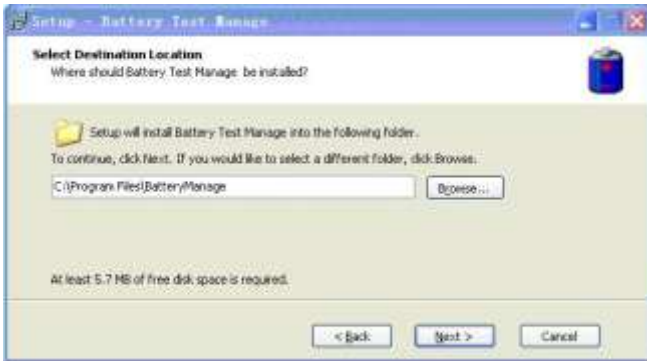 Setup - Battery Test Manage
Select Destination Location
Where should Battery Test Manage be installed?
Setup will install Battery Test Manage into the following folder.
To continue, click Next. If you would like to select a different folder, click Browse.
C:\Program Files\BatteryManage
Browse...
At least 5.7 MB of free disk space is required.
< Back
Next >
Cancel